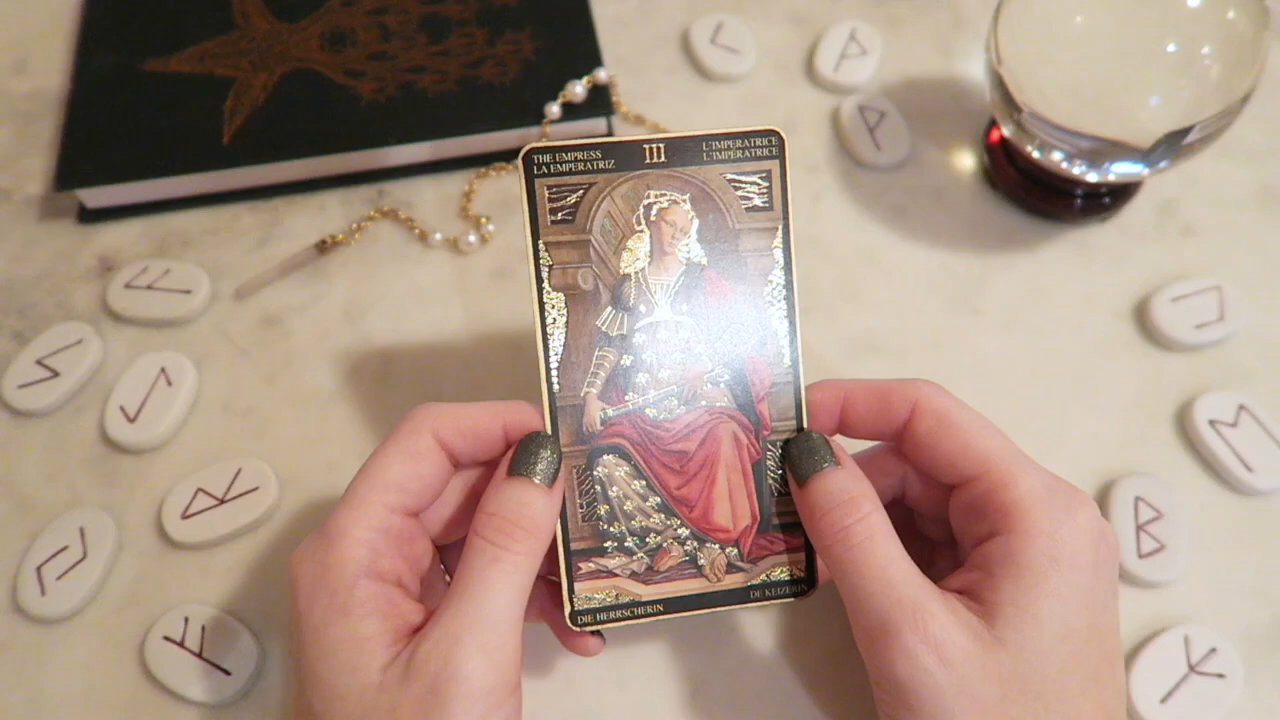 THE EMPRESS
LA EMPERATRIZ
III
L'IMPERATRICE
L'IMPÉRATRICE
DIE HERRSCHERIN
DE KEIZERIN